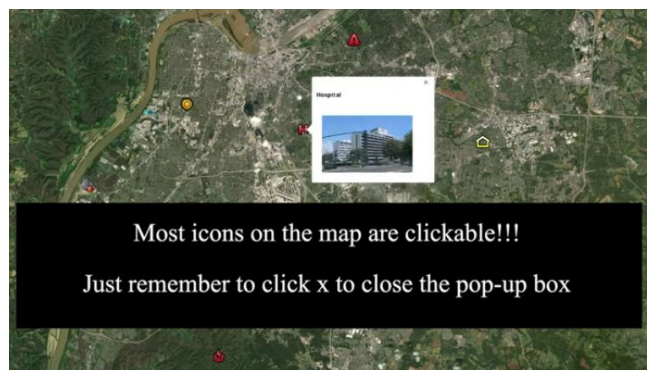 ×
Hospital
H
Most icons on the map are clickable!!!
Just remember to click x to close the pop-up box